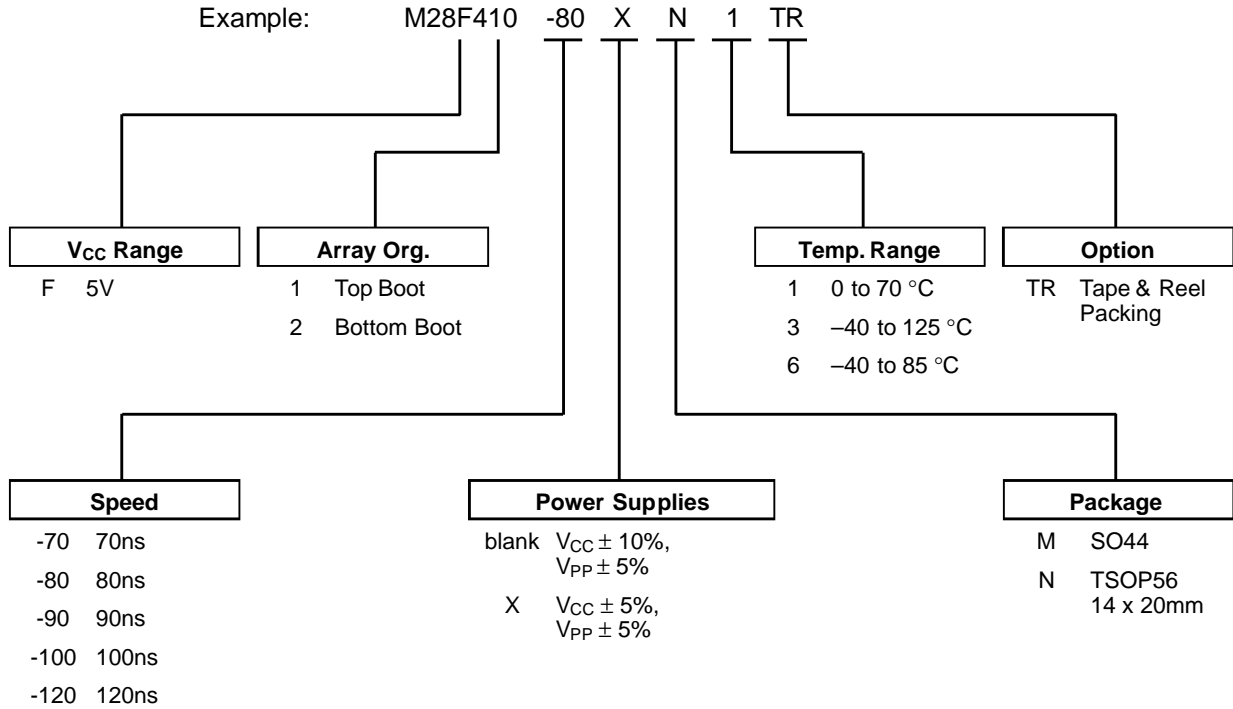 Example: M28F410 -80 X N 1 TR
VCC Range
F 5V
Array Org.
1 Top Boot
2 Bottom Boot
Temp. Range
1 0 to 70 °C
3 –40 to 125 °C
6 –40 to 85 °C
Option
TR Tape & Reel
Packing
Speed
-70 70ns
-80 80ns
-90 90ns
-100 100ns
-120 120ns
Power Supplies
blank VCC ± 10%,
VPP ± 5%
X VCC ± 5%,
VPP ± 5%
Package
M SO44
N TSOP56
14 x 20mm